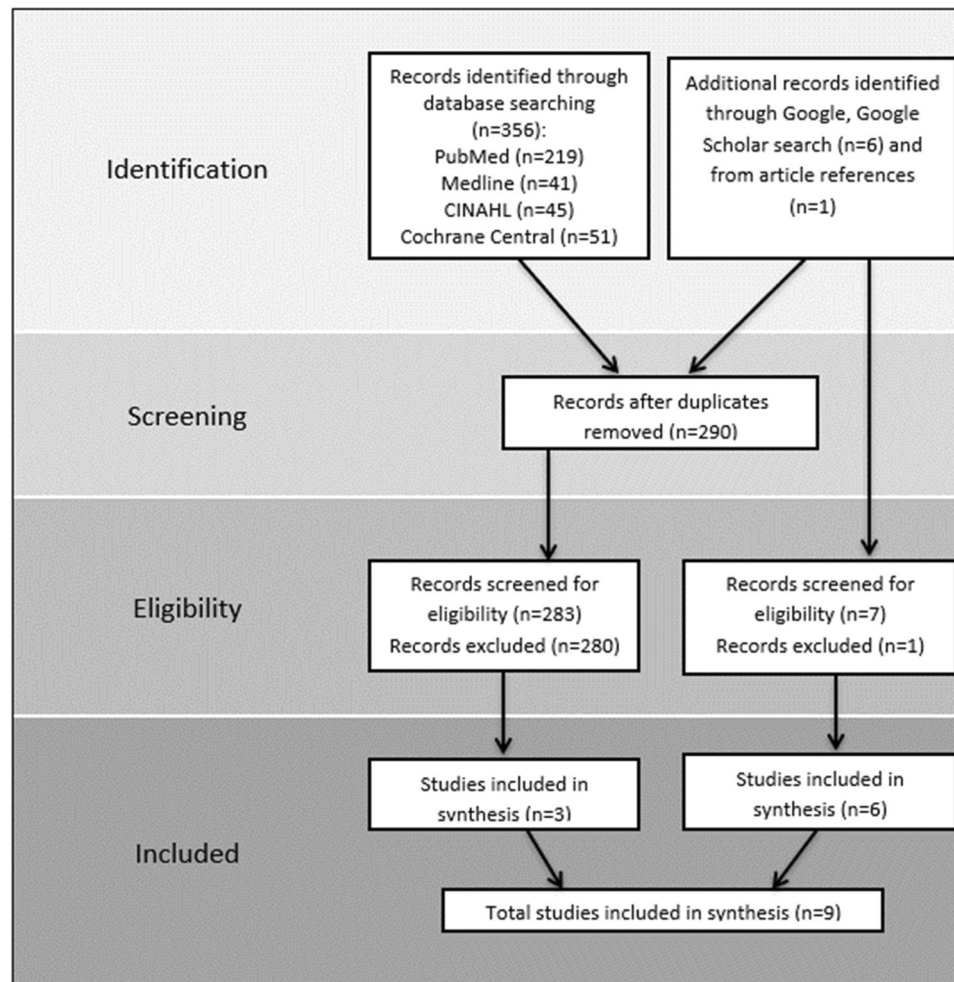 Identification
Records identified through
database searching
(n=356):
PubMed (n=219)
Medline (n=41)
CINAHL (n=45)
Cochrane Central (n=51)
Additional records identified
through Google, Google
Scholar search (n=6) and
from article references
(n=1)
Screening
Records after duplicates
removed (n=290)
Eligibility
Records screened for
eligibility (n=283)
Records excluded (n=280)
Records screened for
eligibility (n=7)
Records excluded (n=1)
Included
Studies included in
synthesis (n=3)
Studies included in
synthesis (n=6)
Total studies included in synthesis (n=9)